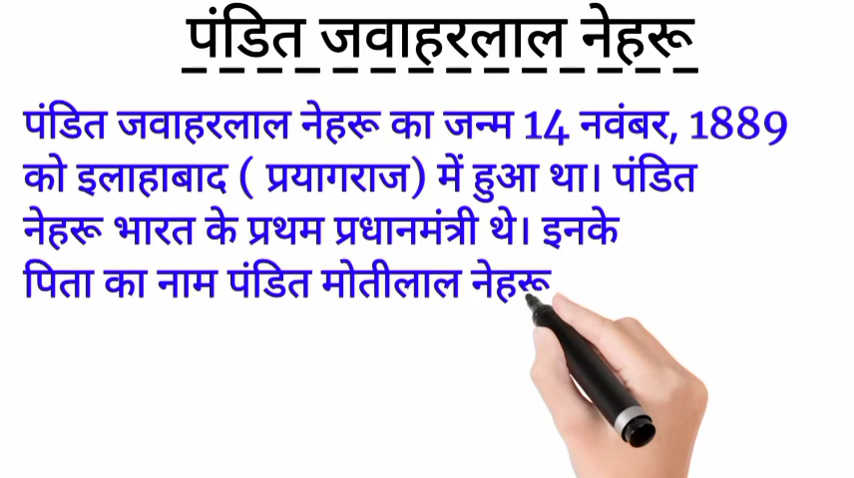 पंडित जवाहरलाल नेहरू
पंडित जवाहरलाल नेहरू का जन्म 14 नवंबर, 1889
को इलाहाबाद ( प्रयागराज) में हुआ था। पंडित
नेहरू भारत के प्रथम प्रधानमंत्री थे। इनके
पिता का नाम पंडित मोतीलाल नेहरू